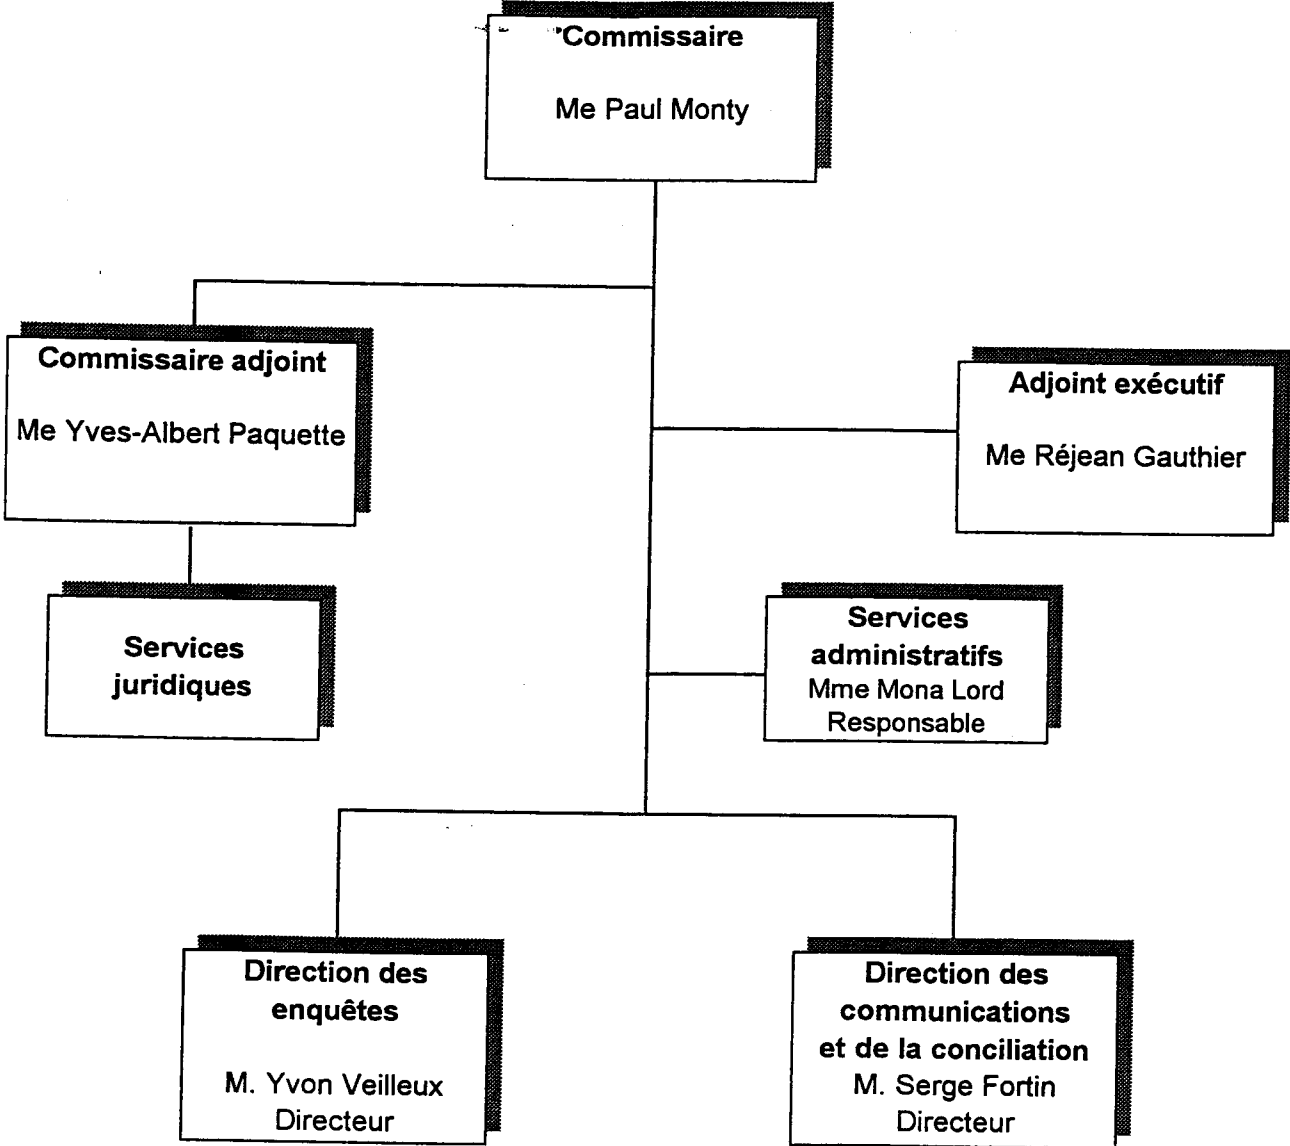 Commissaire
Me Paul Monty
Commissaire adjoint
Me Yves-Albert Paquette
Adjoint exécutif
Me Réjean Gauthier
Services
juridiques
Services
administratifs
Mme Mona Lord
Responsable
Direction des
enquêtes
M. Yvon Veilleux
Directeur
Direction des
communications
et de la conciliation
M. Serge Fortin
Directeur